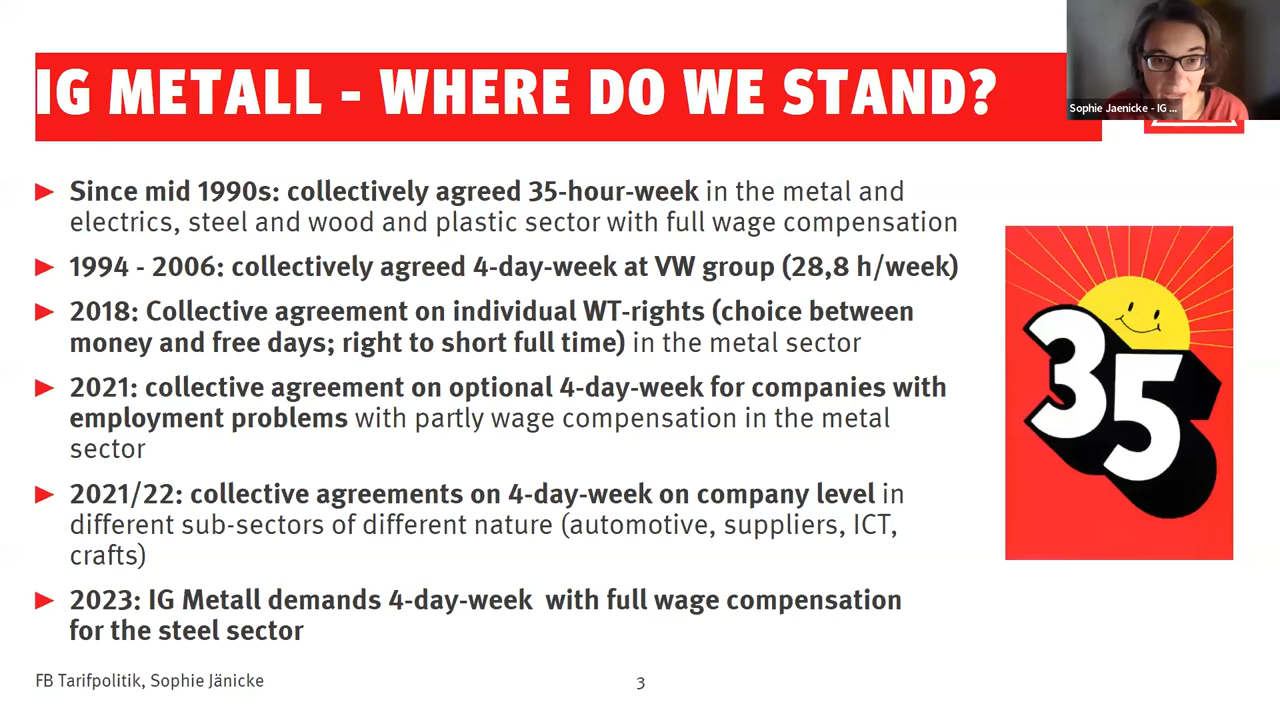 IG METALL - WHERE DO WE STAND?
Sophie Jaenicke - IG ...
Since mid 1990s: collectively agreed 35-hour-week in the metal and
electrics, steel and wood and plastic sector with full wage compensation
1994 - 2006: collectively agreed 4-day-week at VW group (28,8 h/week)
2018: Collective agreement on individual WT-rights (choice between
money and free days; right to short full time) in the metal sector
2021: collective agreement on optional 4-day-week for companies with
employment problems with partly wage compensation in the metal
sector
2021/22: collective agreements on 4-day-week on company level in
different sub-sectors of different nature (automotive, suppliers, ICT,
crafts)
2023: IG Metall demands 4-day-week with full wage compensation
for the steel sector
35
FB Tarifpolitik, Sophie Jänicke
3